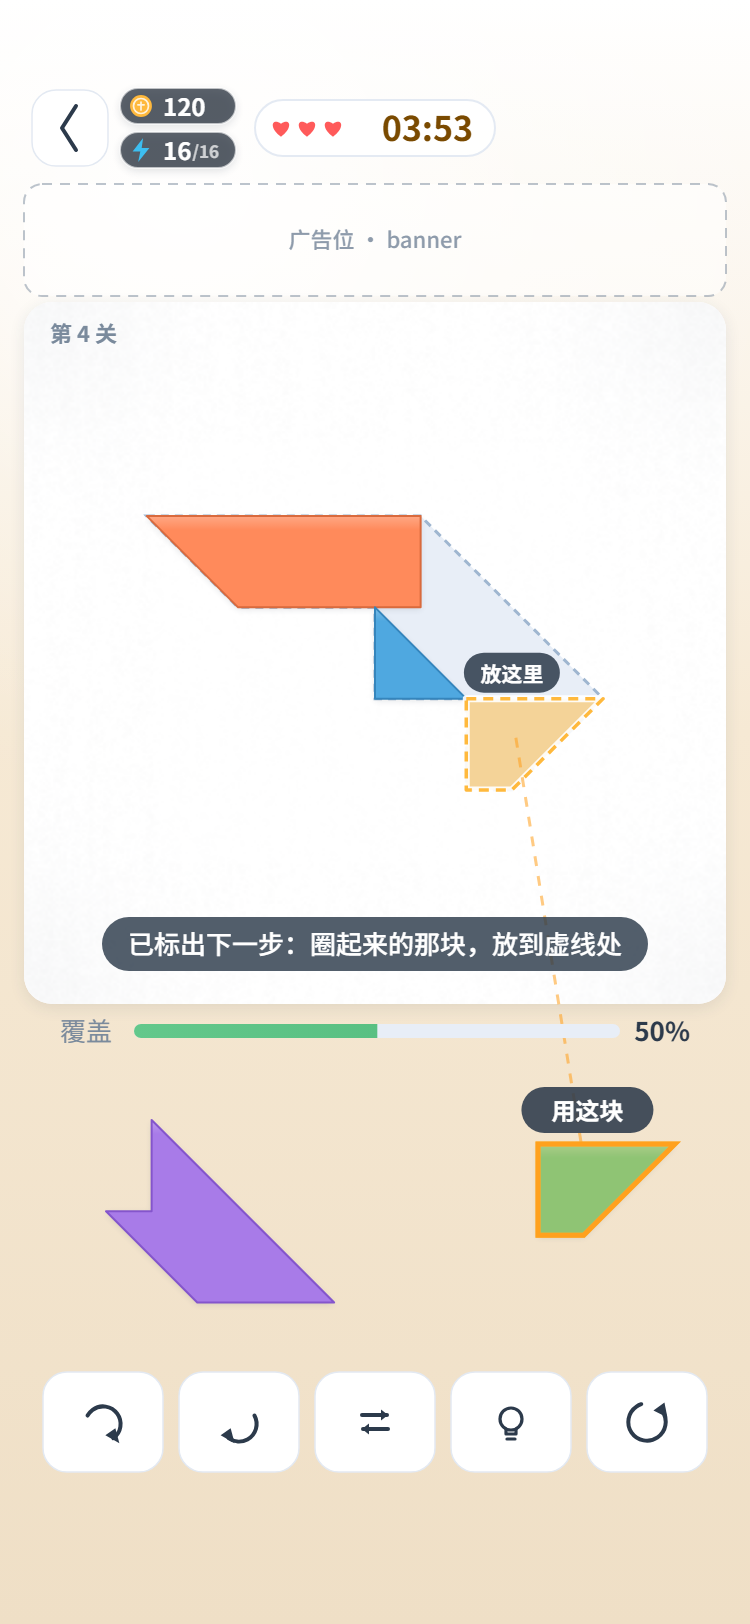 120
16/16
03:53
广告位 · banner
第 4 关
放这里
已标出下一步：圈起来的那块，放到虚线处
覆盖
50%
用这块